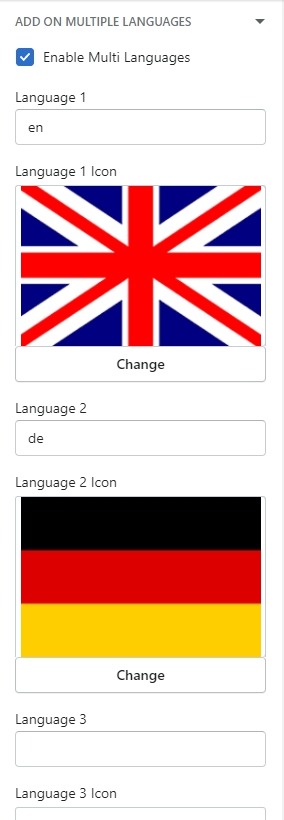 ADD ON MULTIPLE LANGUAGES
Enable Multi Languages
Language 1
en
Language 1 Icon
Change
Language 2
de
Language 2 Icon
Change
Language 3
Language 3 Icon